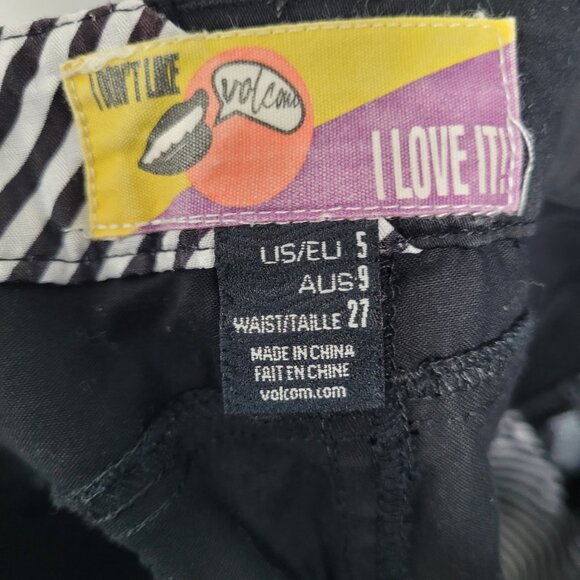 I DON'T LIKE
volcom
I LOVE IT!
US/EU 5
AUS 9
WAIST/TAILLE 27
MADE IN CHINA
FAIT EN CHINE
volcom.com